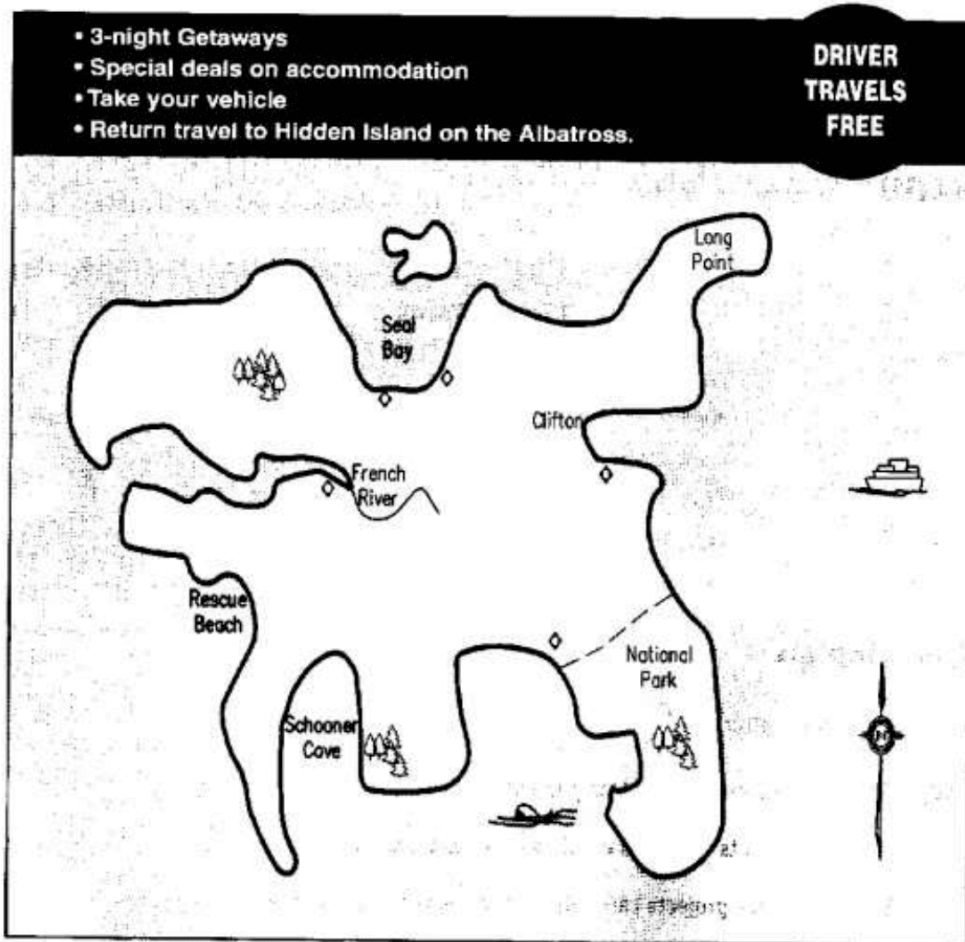 • 3-night Getaways
• Special deals on accommodation
• Take your vehicle
• Return travel to Hidden Island on the Albatross.
DRIVER
TRAVELS
FREE
Long
Point
Seal
Bay
Clifton
French
River
Rescue
Beach
National
Park
Schooner
Cove
N